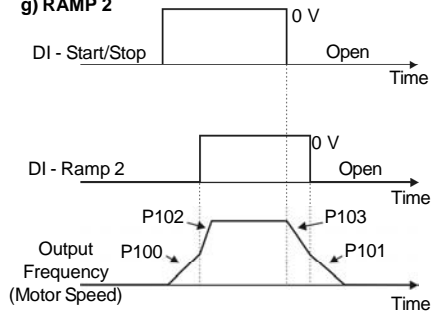 g) RAMP 2
0 V
DI - Start/Stop
Open
Time
0 V
DI - Ramp 2
Open
Time
P102
P103
Output
Frequency
(Motor Speed)
P100
P101
Time